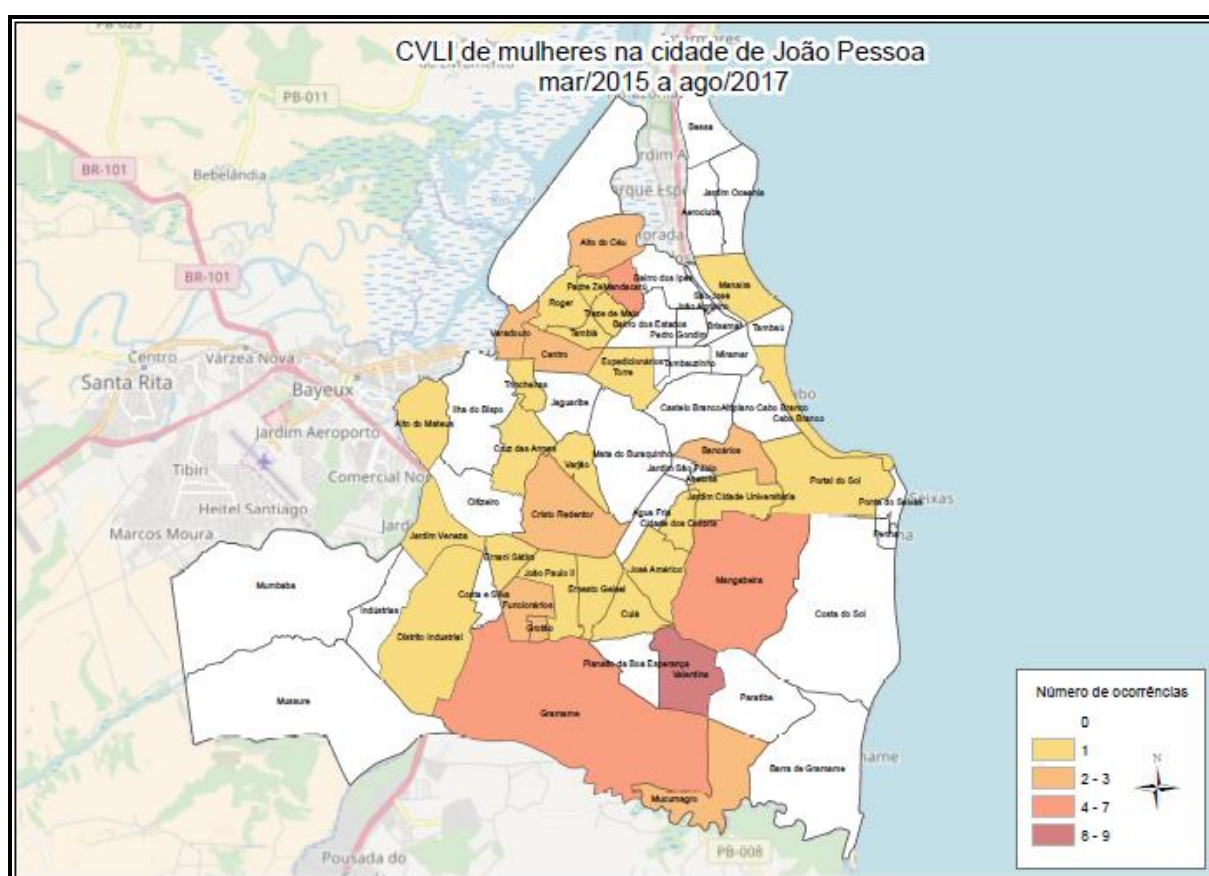 CVLI de mulheres na cidade de João Pessoa
mar/2015 a ago/2017
PB-011
BR-101
Bebelândia
Bessa
Jardim Oceania
Aeroclube
BR-101
Alto do Céu
Bairro dos Ipês
Padre Zé
Mandacarú
Manaíra
São José
Roger
Treze de Maio
João Agripino
Bairro dos Estados
Brisamar
Tambaú
Varadouro
Tambiá
Pedro Gondim
Centro
Várzea Nova
Centro
Expedicionários
Tambauzinho
Miramar
Torre
Santa Rita
Bayeux
Trincheiras
Jaguaribe
Ilha do Bispo
Castelo Branco
Altiplano Cabo Branco
Cabo Branco
Alto do Mateus
Jardim Aeroporto
Cruz das Armas
Varjão
Mata do Buraquinho
Bancários
Tibiri
Comercial Nor
Jardim São Paulo
Anatolia
Portal do Sol
Heitel Santiago
Oitizeiro
Jardim Cidade Universitária
Ponta do Seixas
Seixas
Cristo Redentor
Água Fria
Cidade dos Colibris
Marcos Moura
Jardim Veneza
Penha
Ernani Sátiro
João Paulo II
José Américo
Mangabeira
Mumbaba
Costa e Silva
Ernesto Geisel
Indústrias
Funcionários
Cuiá
Costa do Sol
Distrito Industrial
Grotão
Planalto da Boa Esperança
Valentina
Paratibe
Mussure
Gramame
Barra de Gramame
Mucumagro
Pousada do
PB-008
Número de ocorrências
0
1
2 - 3
4 - 7
8 - 9
N